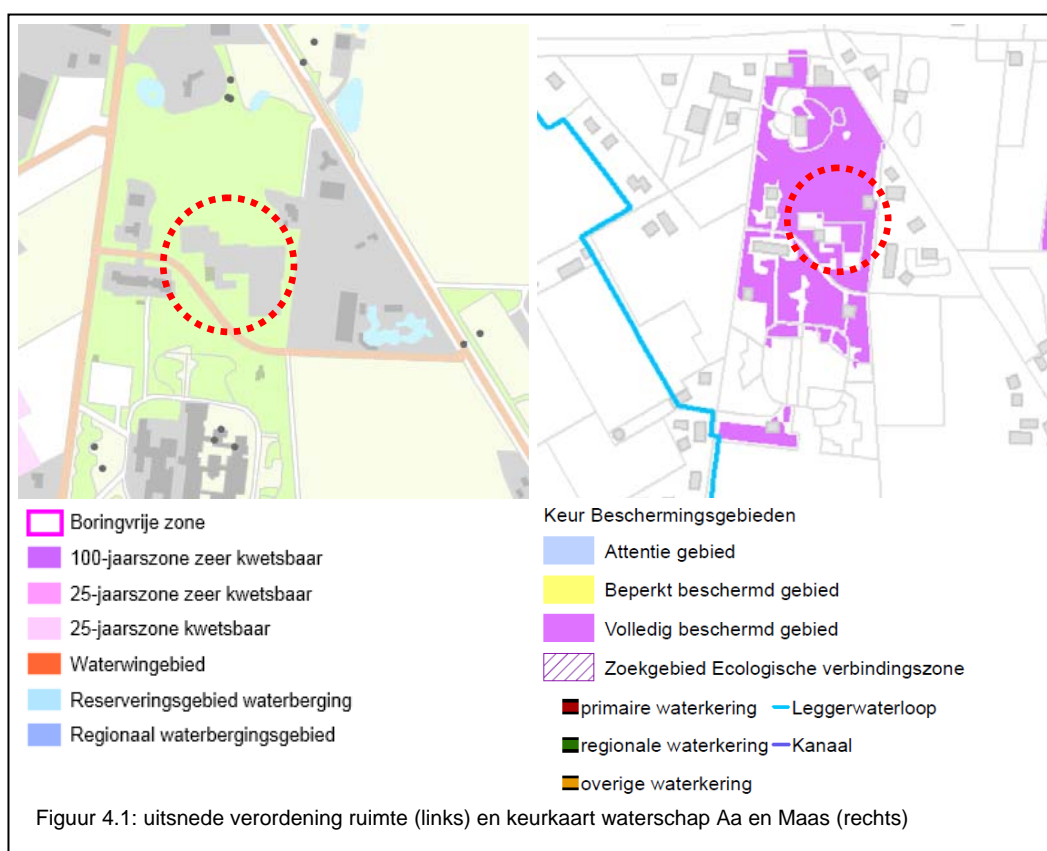 Boringvrije zone
100-jaarszone zeer kwetsbaar
25-jaarszone zeer kwetsbaar
25-jaarszone kwetsbaar
Waterwingebied
Reserveringsgebied waterberging
Regionaal waterbergingsgebied
Keur Beschermingsgebieden
Attentie gebied
Beperkt beschermd gebied
Volledig beschermd gebied
Zoekgebied Ecologische verbindingszone
primaire waterkering Leggerwaterloop
regionale waterkering Kanaal
overige waterkering
Figuur 4.1: uitsnede verordening ruimte (links) en keurkaart waterschap Aa en Maas (rechts)